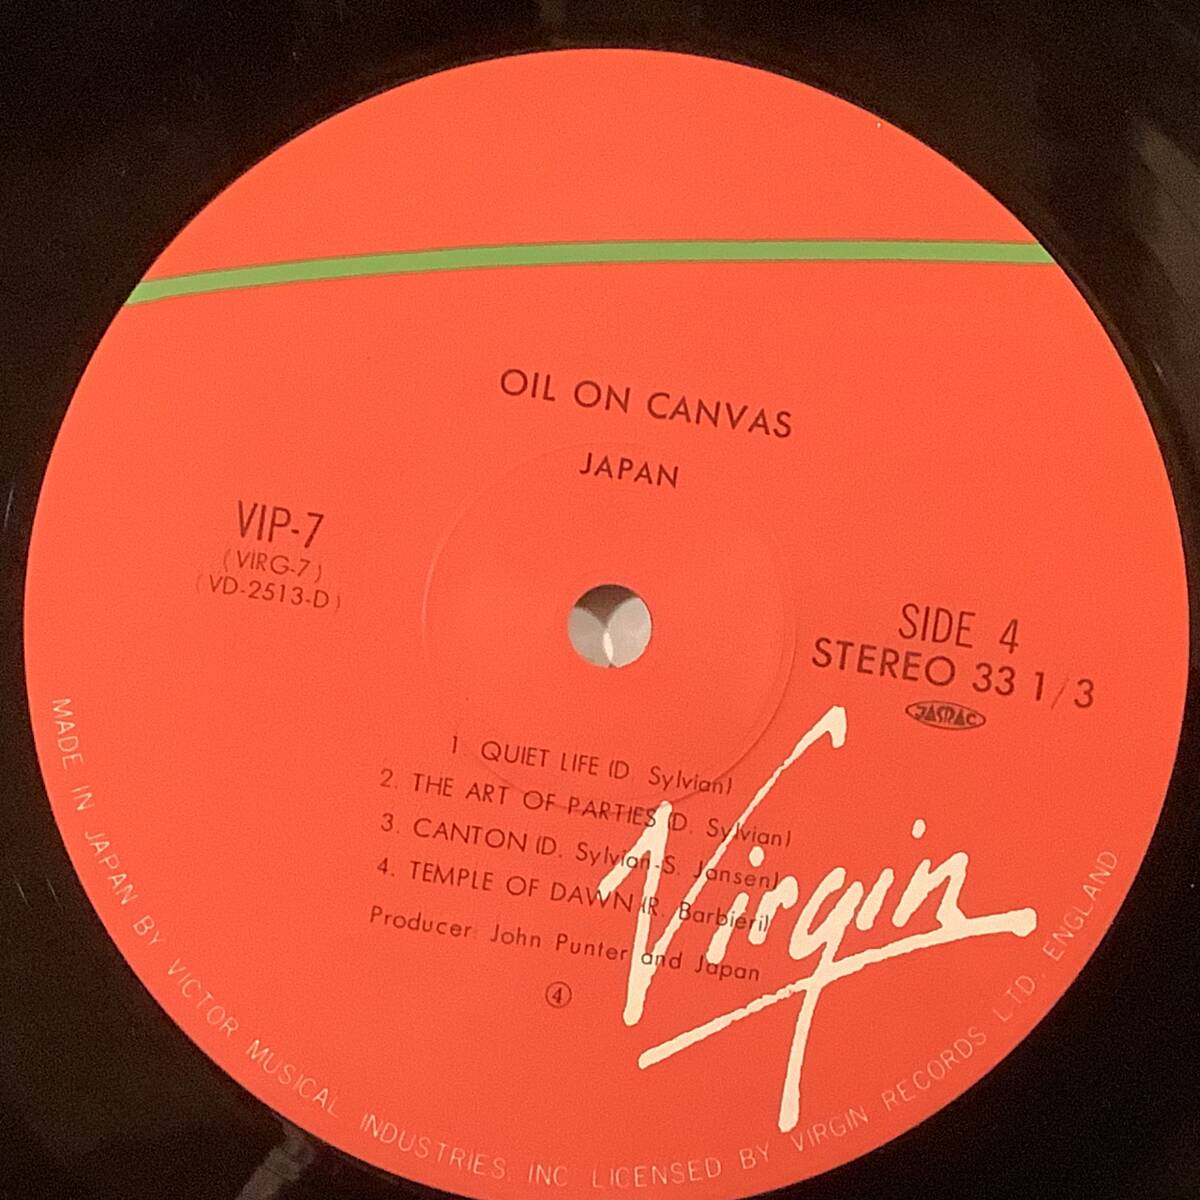 OIL ON CANVAS
JAPAN
VIP-7
(VIRG-7)
(VD-2513-D)
SIDE 4
STEREO 33 1/3
JASRAC
1 QUIET LIFE (D. Sylvian)
2. THE ART OF PARTIES (D. Sylvian)
3. CANTON (D. Sylvian-S. Jansen)
4. TEMPLE OF DAWN (R. Barbieri)
Producer: John Punter and Japan
④
Virgin
MADE IN JAPAN BY VICTOR MUSICAL INDUSTRIES, INC LICENSED BY VIRGIN RECORDS LTD., ENGLAND